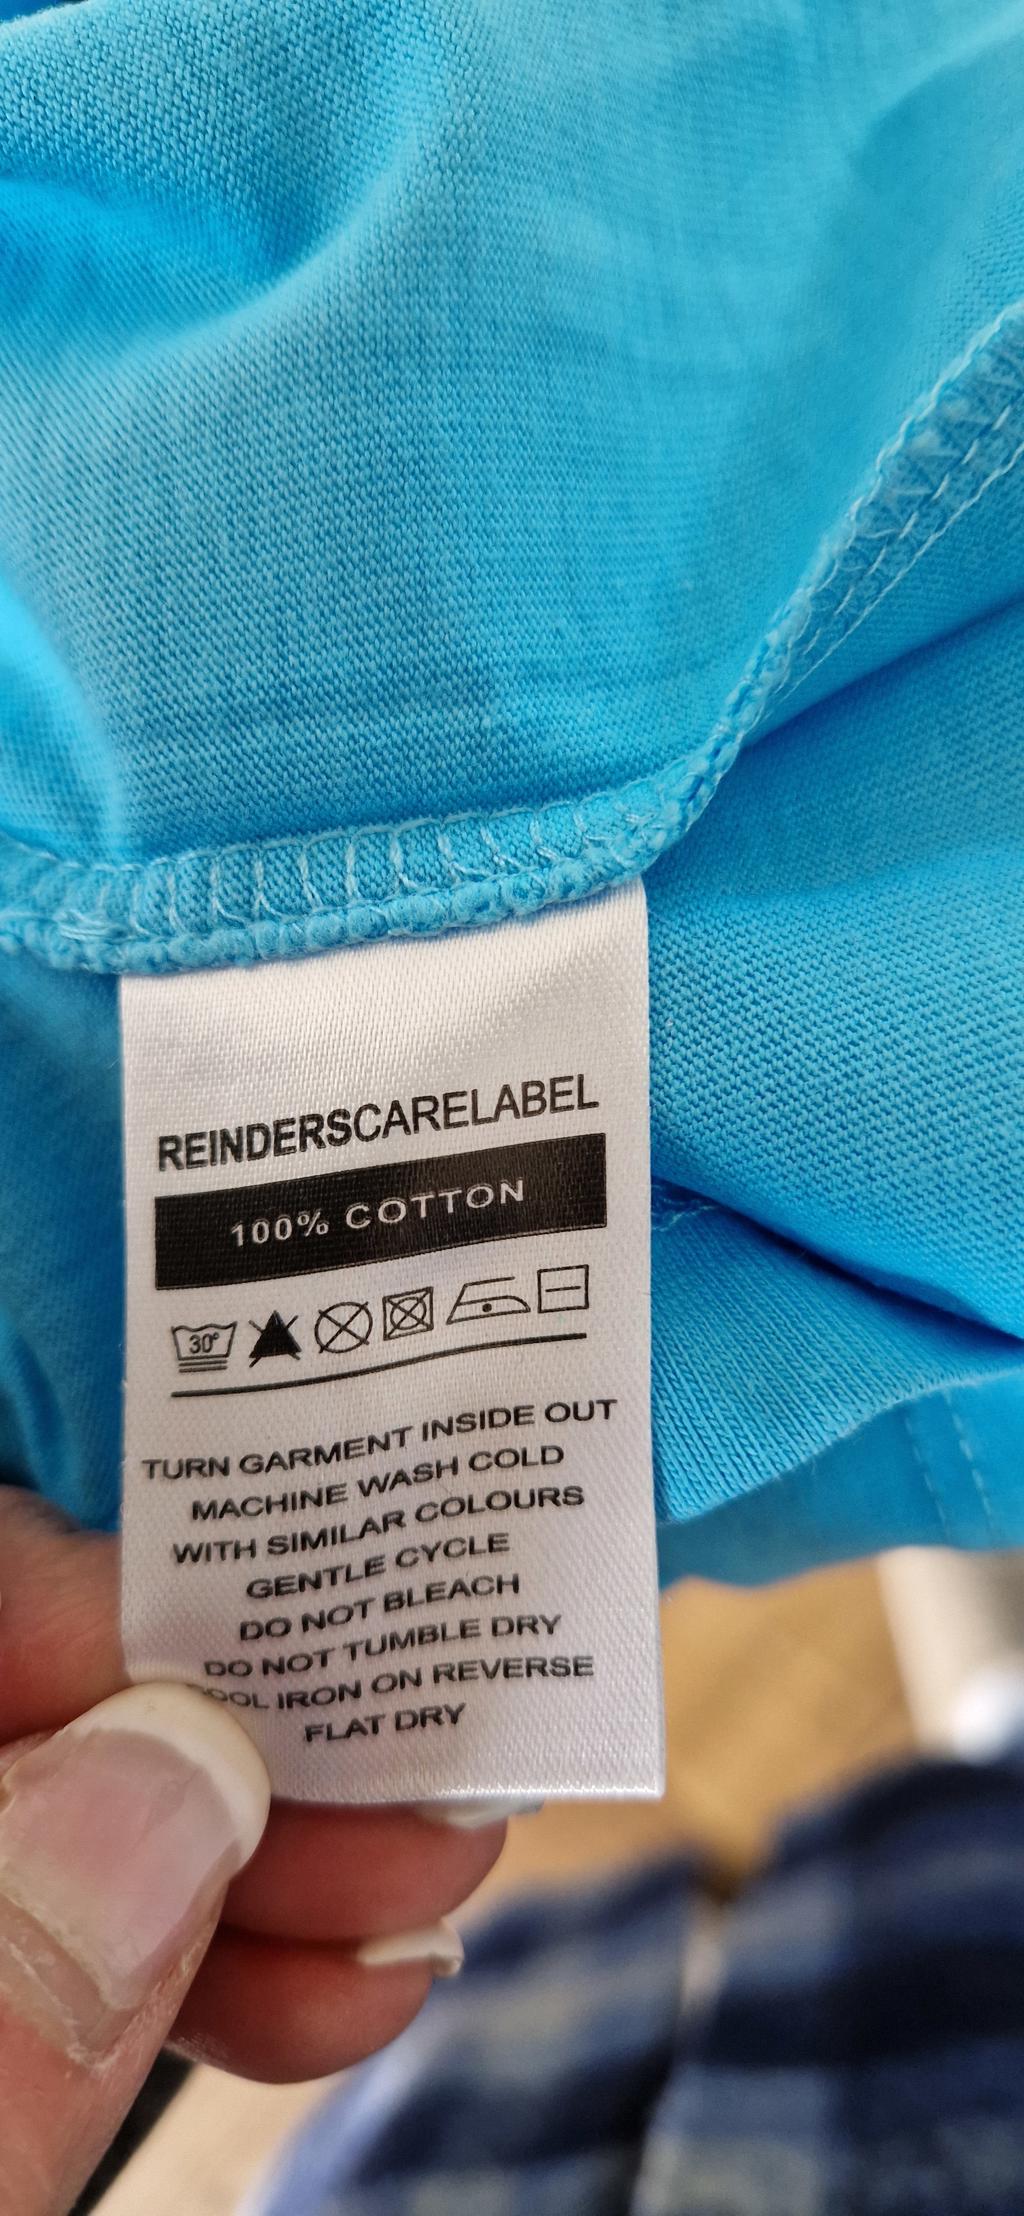 REINDERSCARELABEL
100% COTTON
30°
TURN GARMENT INSIDE OUT
MACHINE WASH COLD
WITH SIMILAR COLOURS
GENTLE CYCLE
DO NOT BLEACH
DO NOT TUMBLE DRY
IRON ON REVERSE
FLAT DRY